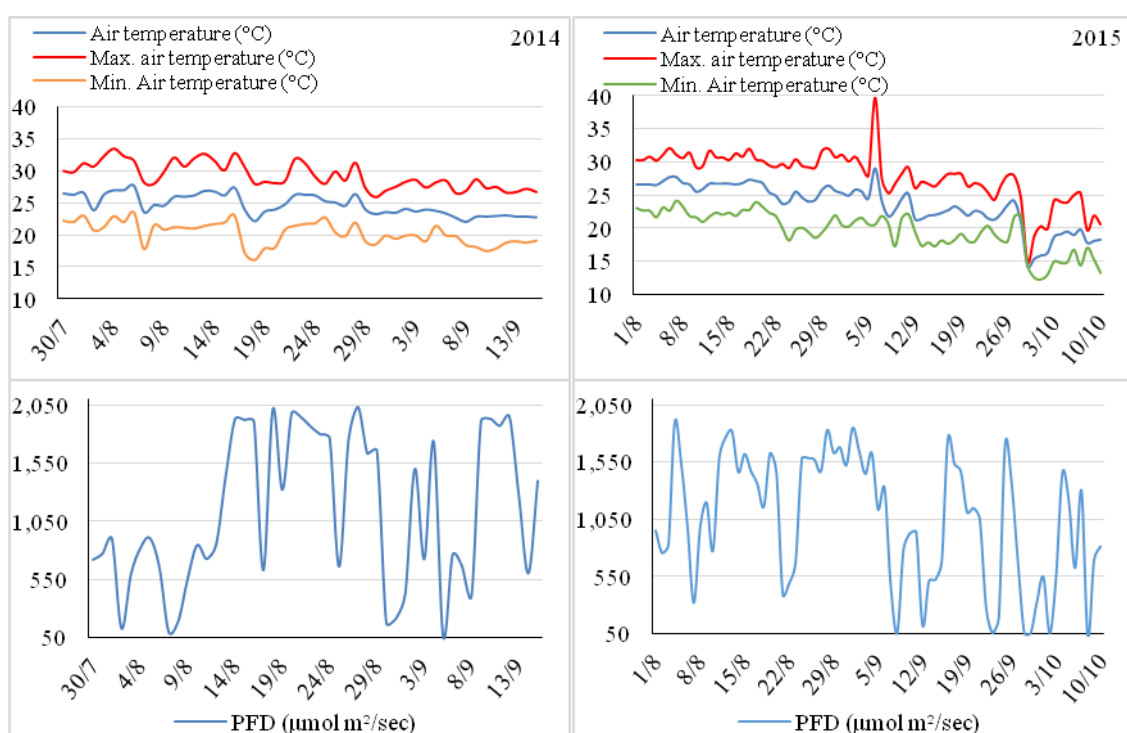 Air temperature (°C)
Max. air temperature (°C)
Min. Air temperature (°C)
2014
40
35
30
25
20
15
10
30/7 4/8 9/8 14/8 19/8 24/8 29/8 3/9 8/9 13/9
Air temperature (°C)
Max. air temperature (°C)
Min. Air temperature (°C)
2015
40
35
30
25
20
15
10
1/8 8/8 15/8 22/8 29/8 5/9 12/9 19/9 26/9 3/10 10/10
2,050
1,550
1,050
550
50
30/7 4/8 9/8 14/8 19/8 24/8 29/8 3/9 8/9 13/9
PFD (µmol m²/sec)
2,050
1,550
1,050
550
50
1/8 8/8 15/8 22/8 29/8 5/9 12/9 19/9 26/9 3/10 10/10
PFD (µmol m²/sec)